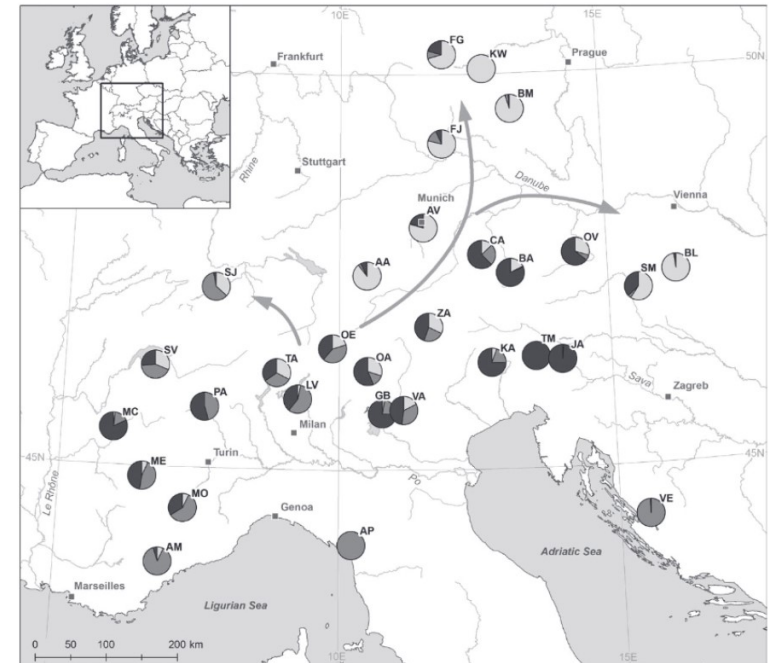 10E
15E
50N
FG
KW
Prague
Frankfurt
BM
FJ
Stuttgart
Rhine
Danube
Munich
AV
Vienna
CA
BA
OV
BL
SM
AA
SJ
ZA
OE
OA
TA
LV
SV
PA
MC
GB
VA
KA
TM
JA
Sava
Zagreb
Milan
45N
ME
Turin
Po
45N
MO
Le Rhône
Genoa
VE
AP
AM
Adriatic Sea
Marseilles
Ligurian Sea
0 50 100 200 km
10E
15E